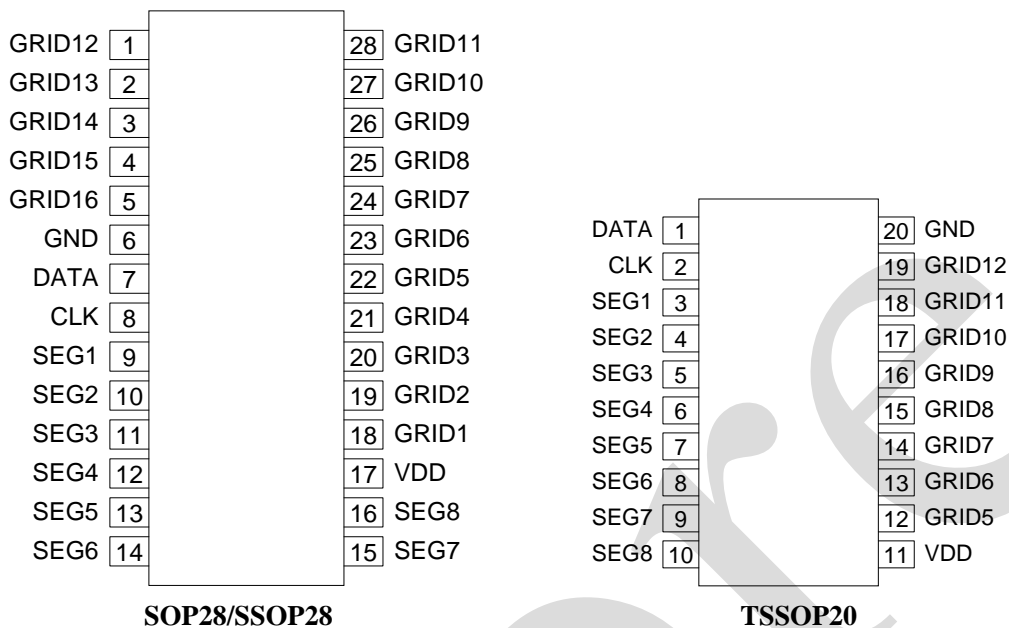 GRID12 1 28 GRID11
GRID13 2 27 GRID10
GRID14 3 26 GRID9
GRID15 4 25 GRID8
GRID16 5 24 GRID7
GND 6 23 GRID6
DATA 7 22 GRID5
CLK 8 21 GRID4
SEG1 9 20 GRID3
SEG2 10 19 GRID2
SEG3 11 18 GRID1
SEG4 12 17 VDD
SEG5 13 16 SEG8
SEG6 14 15 SEG7
SOP28/SSOP28
DATA 1 20 GND
CLK 2 19 GRID12
SEG1 3 18 GRID11
SEG2 4 17 GRID10
SEG3 5 16 GRID9
SEG4 6 15 GRID8
SEG5 7 14 GRID7
SEG6 8 13 GRID6
SEG7 9 12 GRID5
SEG8 10 11 VDD
TSSOP20